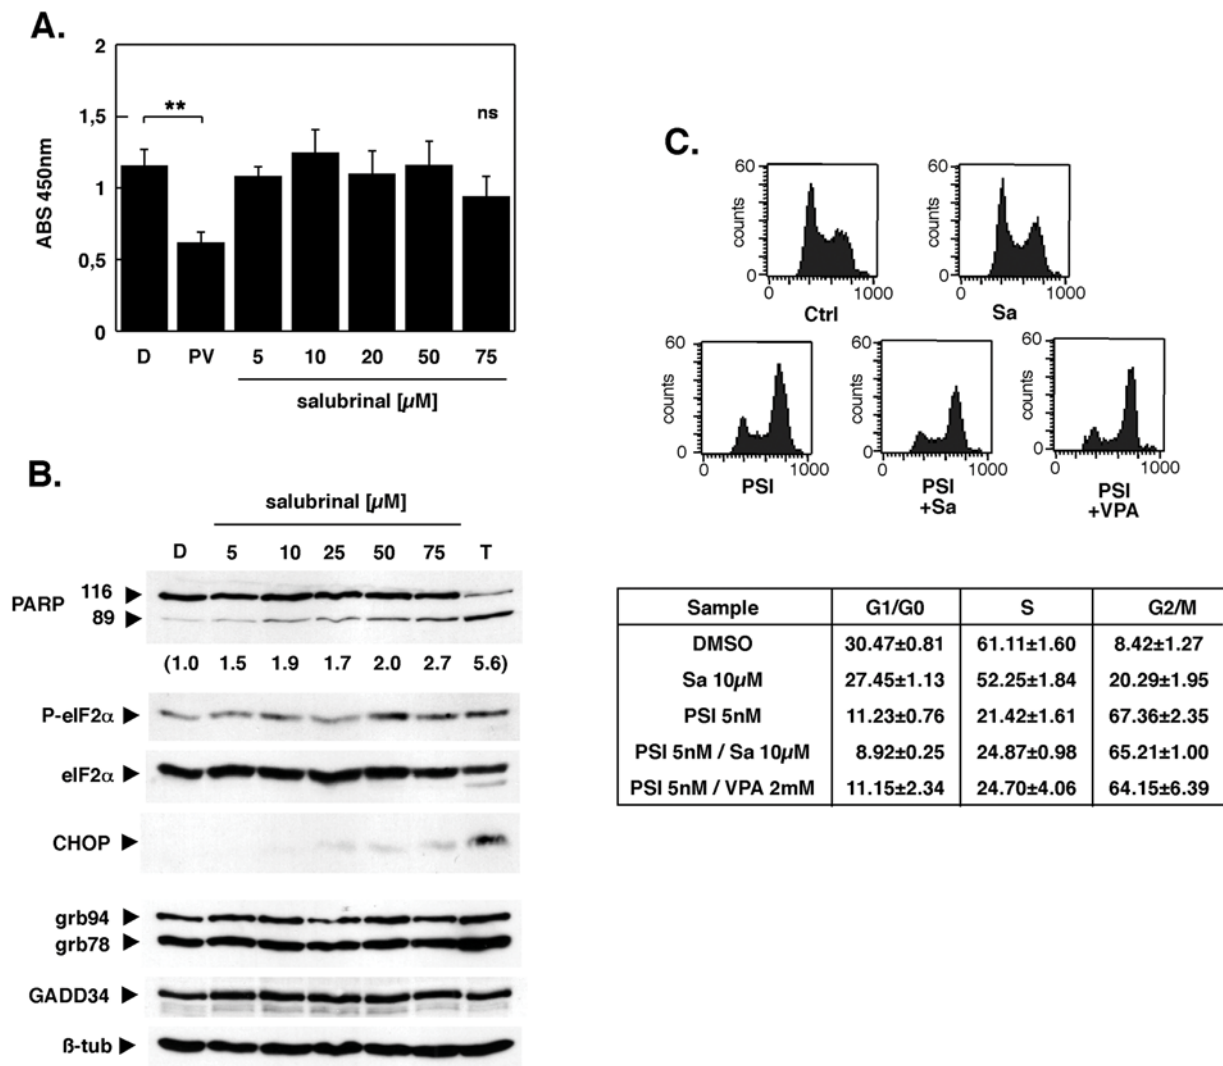 A.
2
1,5
1
0,5
0
ABS 450nm
**
ns
D PV 5 10 20 50 75
salubrinal [µM]
B.
salubrinal [µM]
D 5 10 25 50 75 T
PARP
116
89
(1.0 1.5 1.9 1.7 2.0 2.7 5.6)
P-eIF2α
eIF2α
CHOP
grb94
grb78
GADD34
ß-tub
C.
60
counts
0
0 1000
Ctrl
60
counts
0
0 1000
Sa
60
counts
0
0 1000
PSI
60
counts
0
0 1000
PSI
+Sa
60
counts
0
0 1000
PSI
+VPA
Sample G1/G0 S G2/M
DMSO 30.47±0.81 61.11±1.60 8.42±1.27
Sa 10µM 27.45±1.13 52.25±1.84 20.29±1.95
PSI 5nM 11.23±0.76 21.42±1.61 67.36±2.35
PSI 5nM / Sa 10µM 8.92±0.25 24.87±0.98 65.21±1.00
PSI 5nM / VPA 2mM 11.15±2.34 24.70±4.06 64.15±6.39